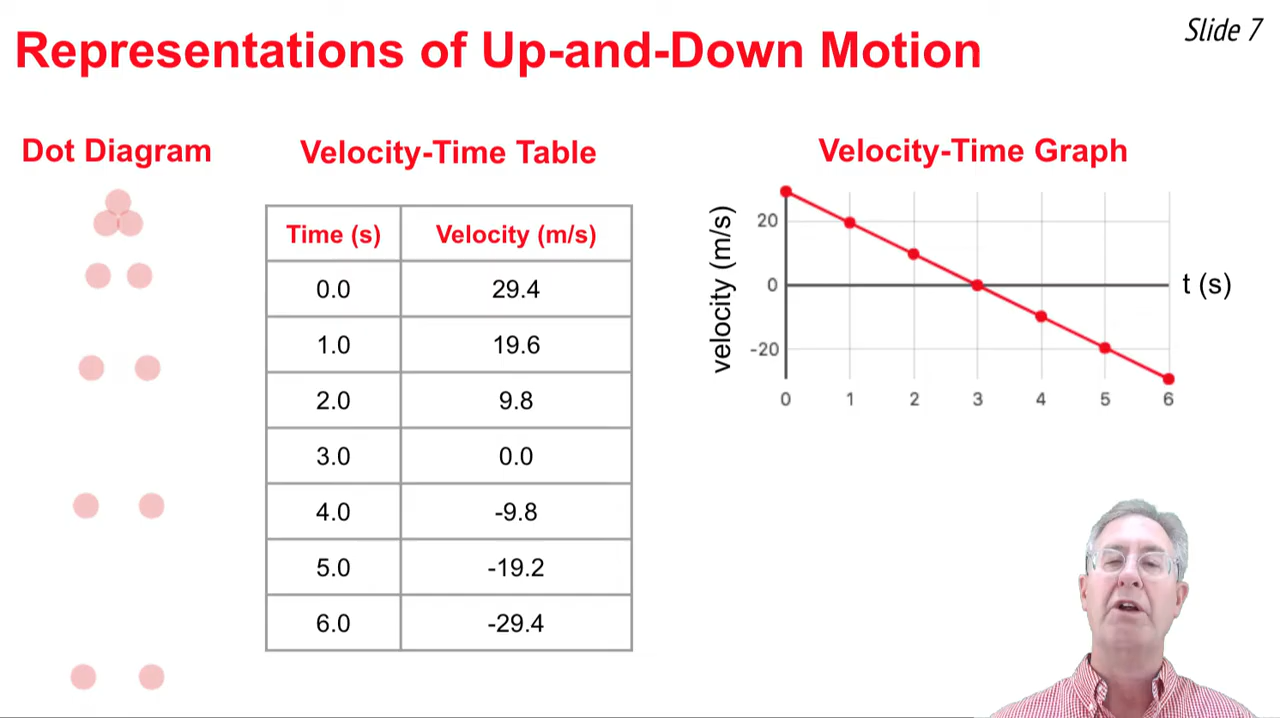 Slide 7
Representations of Up-and-Down Motion
Dot Diagram
Velocity-Time Table
Velocity-Time Graph
Time (s) Velocity (m/s)
0.0 29.4
1.0 19.6
2.0 9.8
3.0 0.0
4.0 -9.8
5.0 -19.2
6.0 -29.4
velocity (m/s)
20
0
-20
t (s)
0 1 2 3 4 5 6